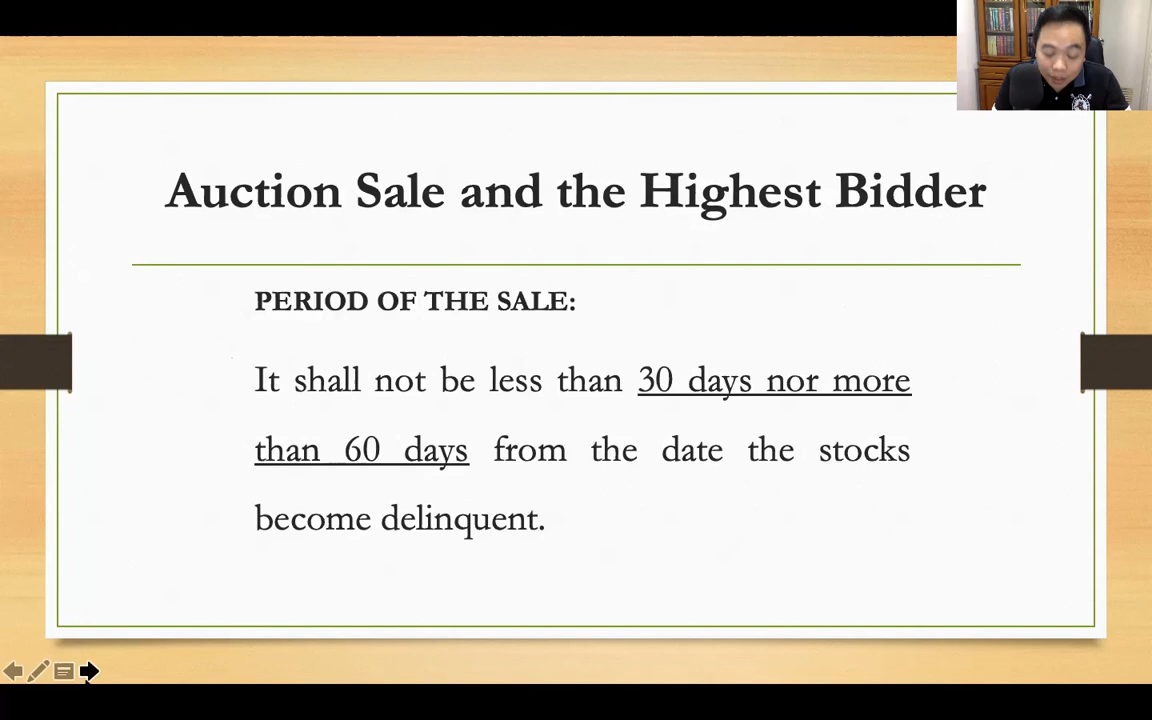 Auction Sale and the Highest Bidder
PERIOD OF THE SALE:
It shall not be less than 30 days nor more
than 60 days from the date the stocks
become delinquent.